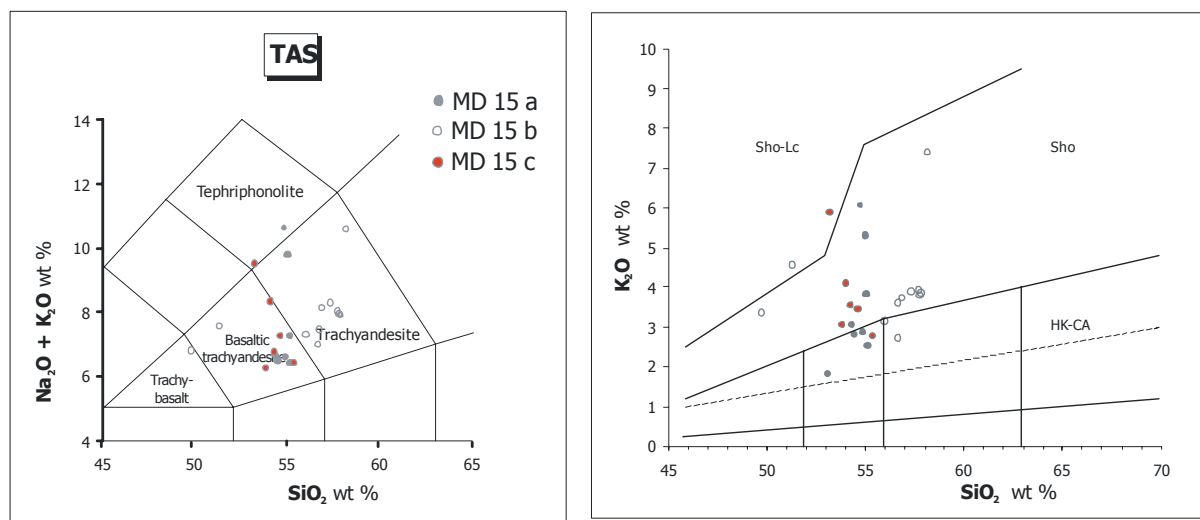 TAS
MD 15 a
MD 15 b
MD 15 c
14
12
10
8
6
4
Na₂O + K₂O wt %
Tephriphonolite
Basaltic
trachyandesite
Trachyandesite
Trachy-
basalt
45 50 55 60 65
SiO₂ wt %
10
9
8
7
6
5
4
3
2
1
0
K₂O wt %
Sho-Lc
Sho
HK-CA
45 50 55 60 65 70
SiO₂ wt %